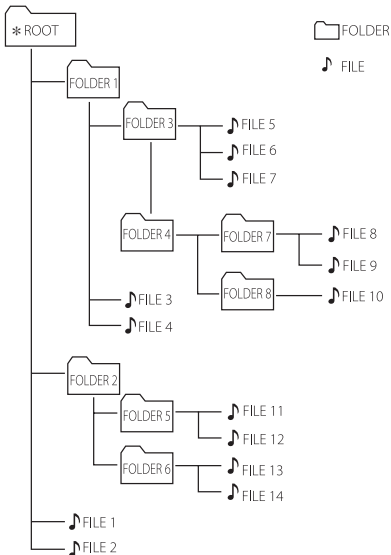 * ROOT
FOLDER
FILE
FOLDER 1
FOLDER 3
FILE 5
FILE 6
FILE 7
FOLDER 4
FOLDER 7
FILE 8
FILE 9
FOLDER 8
FILE 10
FILE 3
FILE 4
FOLDER 2
FOLDER 5
FILE 11
FILE 12
FOLDER 6
FILE 13
FILE 14
FILE 1
FILE 2